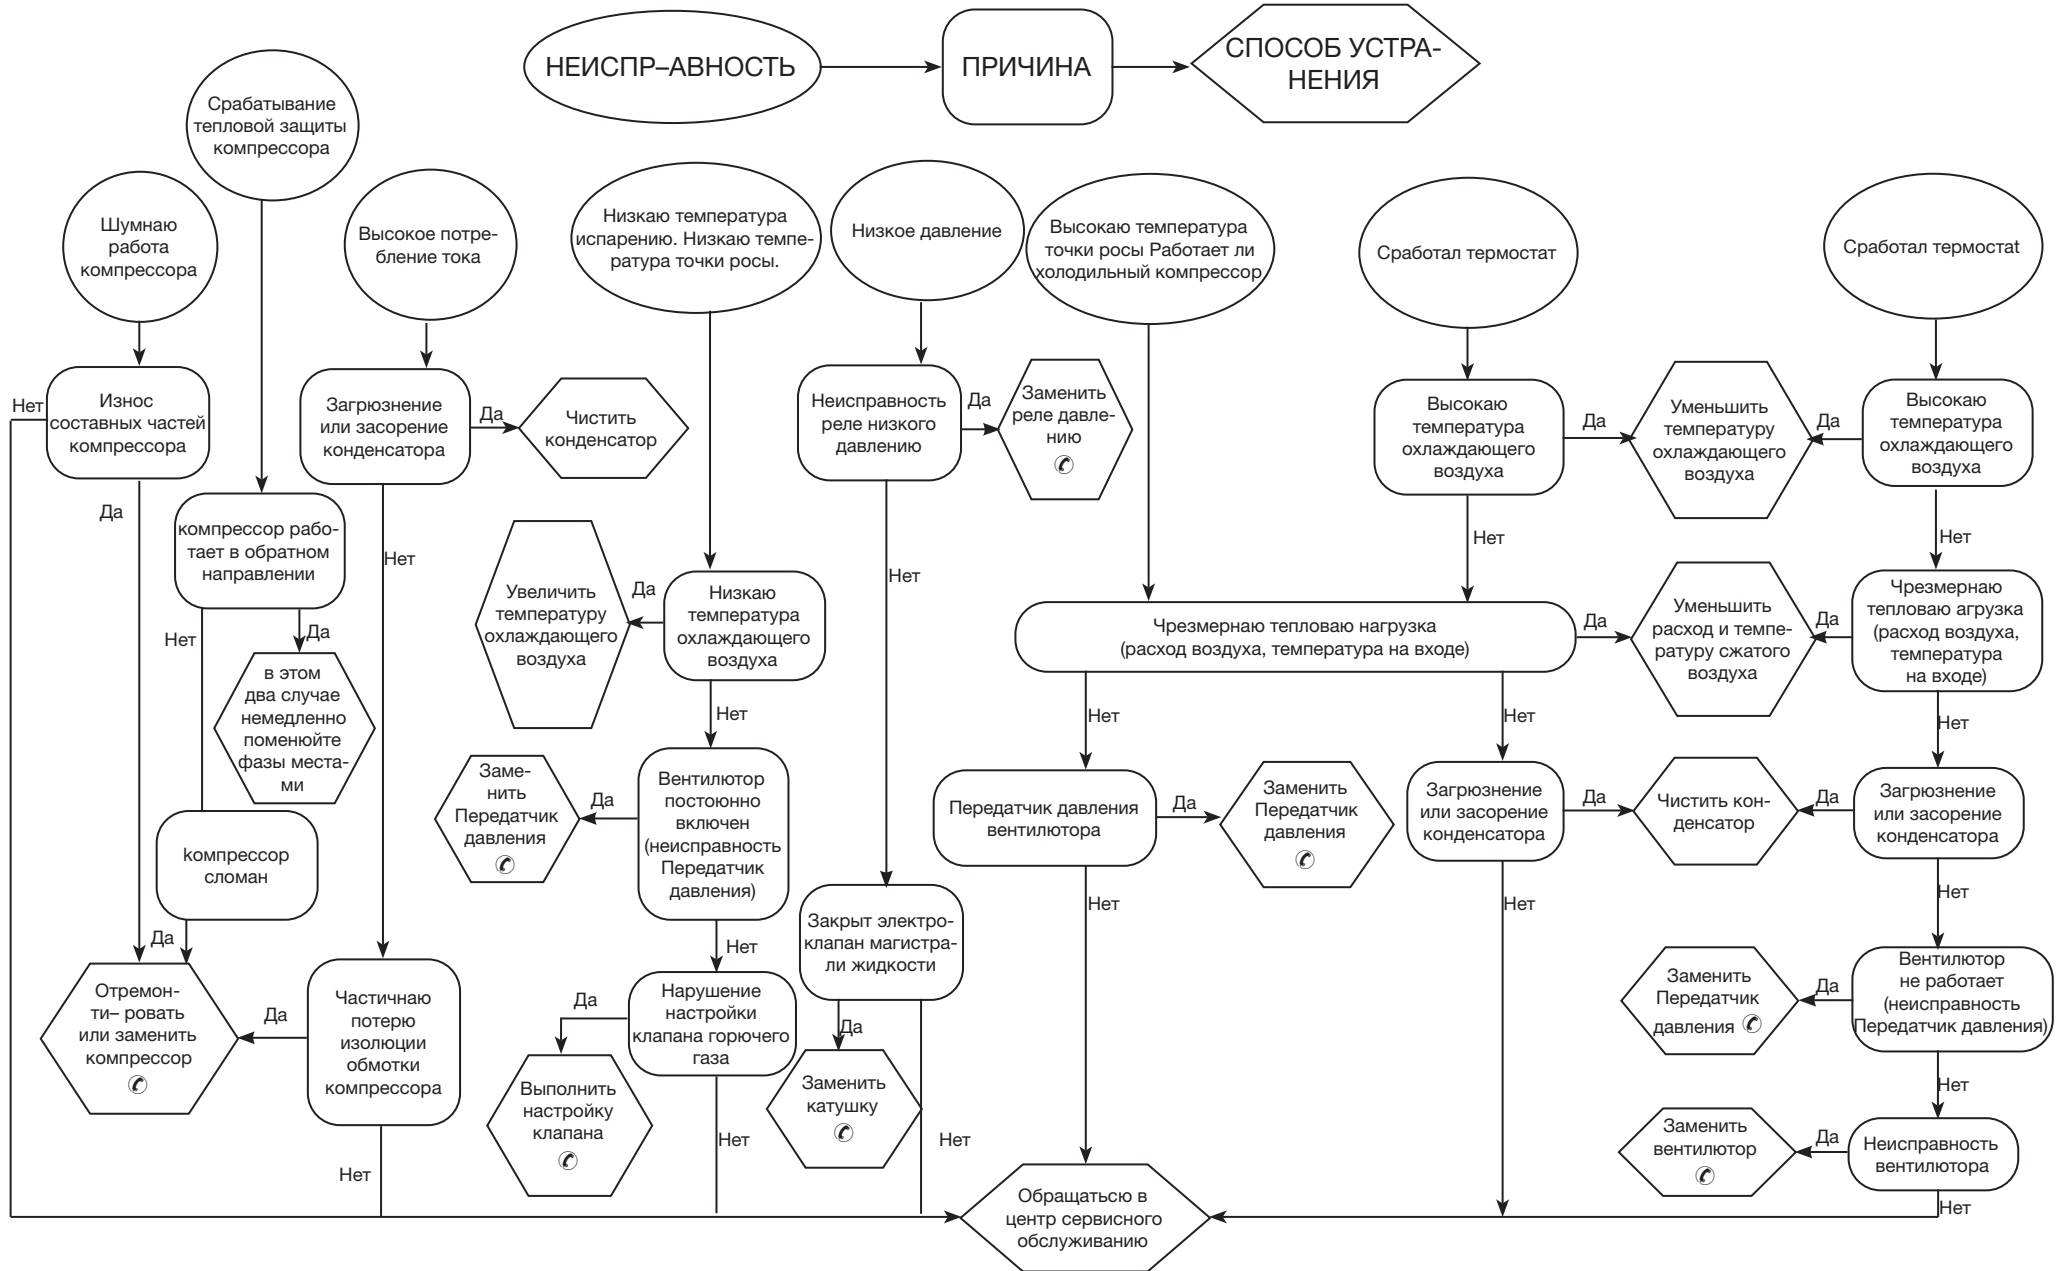 НЕИСПР–АВНОСТЬ
ПРИЧИНА
СПОСОБ УСТРА-
НЕНИЯ
Срабатывание
тепловой защиты
компрессора
Шумнаю
работа
компрессора
Высокое потре-
бление тока
Низкаю температура
испарению. Низкаю темпе-
ратура точки росы.
Низкое давление
Высокаю температура
точки росы Работает ли
холодильный компрессор
Сработал термостат
Сработал термостаt
Нет
Износ
составных частей
компрессора
Да
Загрюзнение
или засорение
конденсатора
Да
Чистить
конденсатор
Нет
Неисправность
реле низкого
давлению
Да
Заменить
реле давле-
нию
Нет
Высокаю
температура
охлаждающего
воздуха
Да
Уменьшить
температуру
охлаждающего
воздуха
Да
Высокаю
температура
охлаждающего
воздуха
Нет
Нет
компрессор рабо-
тает в обратном
направлении
Нет
Да
в этом
два случае
немедленно
поменюйте
фазы места-
ми
Увеличить
температуру
охлаждающего
воздуха
Да
Низкаю
температура
охлаждающего
воздуха
Нет
Чрезмернаю тепловаю нагрузка
(расход воздуха, температура на входе)
Да
Уменьшить
расход и темпе-
ратуру сжатого
воздуха
Да
Чрезмернаю
тепловаю агрузка
(расход воздуха,
температура
на входе)
Нет
Нет
Нет
Заме-
нить
Передатчик
давления
Да
Вентилютор
постоюнно
включен
(неисправность
Передатчик
давления)
Нет
Передатчик давления
вентилютора
Да
Заменить
Передатчик
давления
Нет
Загрюзнение
или засорение
конденсатора
Да
Чистить кон-
денсатор
Да
Загрюзнение
или засорение
конденсатора
Нет
Нет
kомпрессор
сломан
Да
Закрыт электро-
клапан магистра-
ли жидкости
Да
Нет
Отремон-
ти– ровать
или заменить
компрессор
Да
Частичнаю
потерю
изолюции
обмотки
компрессора
Нет
Да
Нарушение
настройки
клапана горючего
газа
Нет
Выполнить
настройку
клапана
Заменить
катушку
Заменить
Передатчик
давления
Да
Вентилютор
не работает
(неисправность
Передатчик давления)
Нет
Заменить
вентилютор
Да
Неисправность
вентилютора
Нет
Обращатьсю в
центр сервисного
обслуживанию